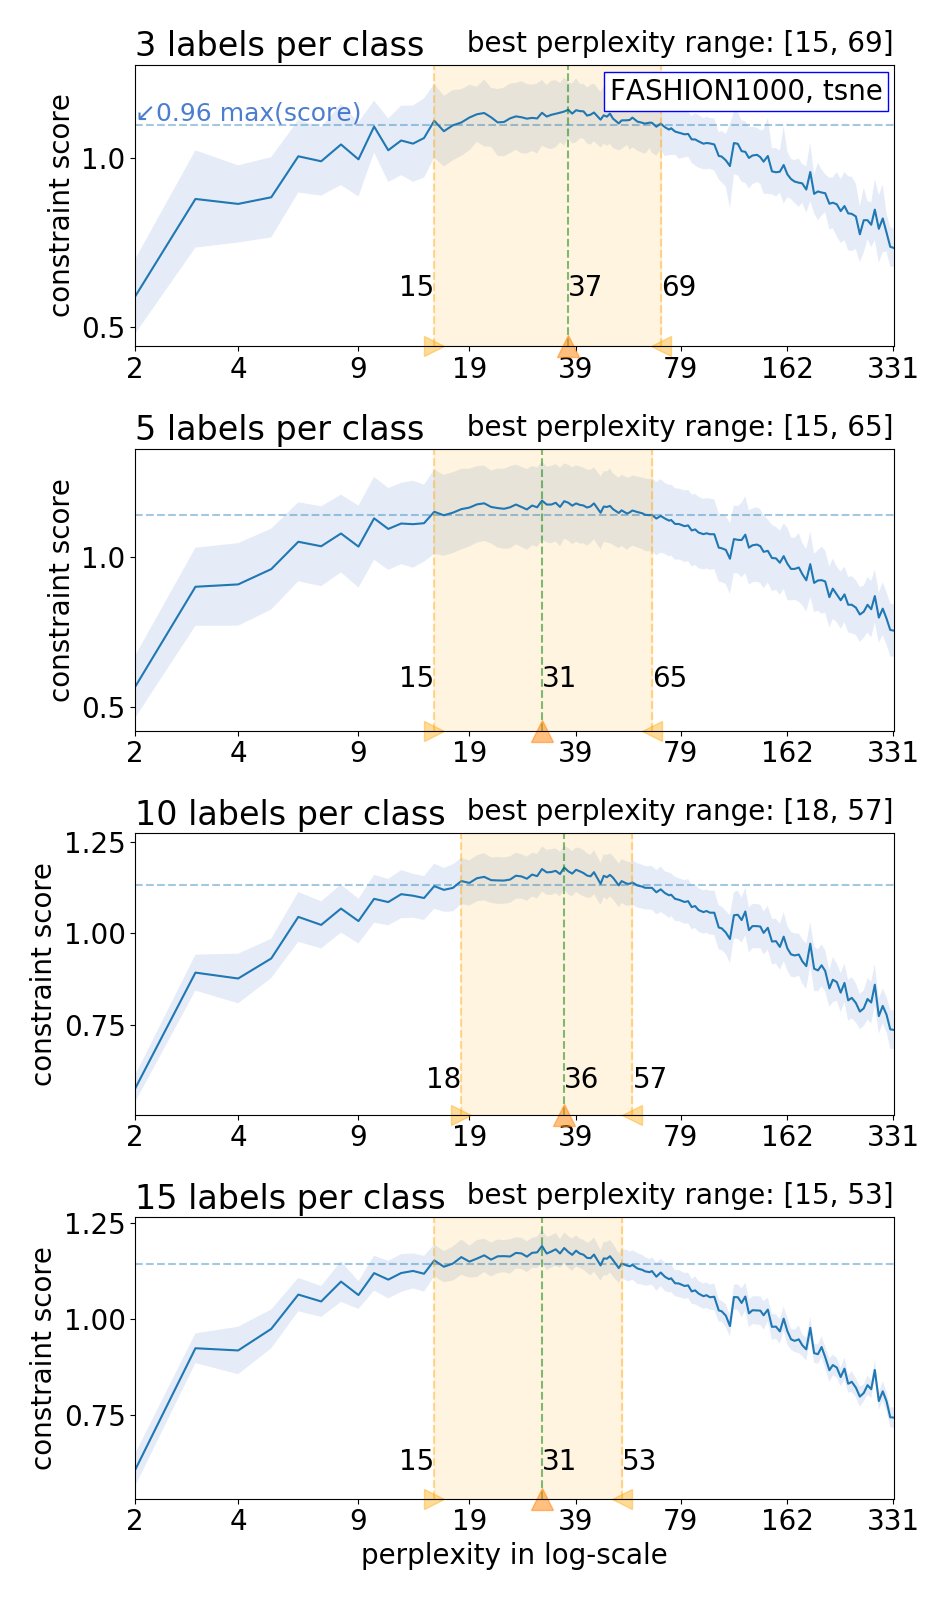 3 labels per class best perplexity range: [15, 69]
FASHION1000, tsne
↙0.96 max(score)
constraint score
1.0
0.5
15 37 69
2 4 9 19 39 79 162 331
5 labels per class best perplexity range: [15, 65]
constraint score
1.0
0.5
15 31 65
2 4 9 19 39 79 162 331
10 labels per class best perplexity range: [18, 57]
constraint score
1.25
1.00
0.75
18 36 57
2 4 9 19 39 79 162 331
15 labels per class best perplexity range: [15, 53]
constraint score
1.25
1.00
0.75
15 31 53
2 4 9 19 39 79 162 331
perplexity in log-scale